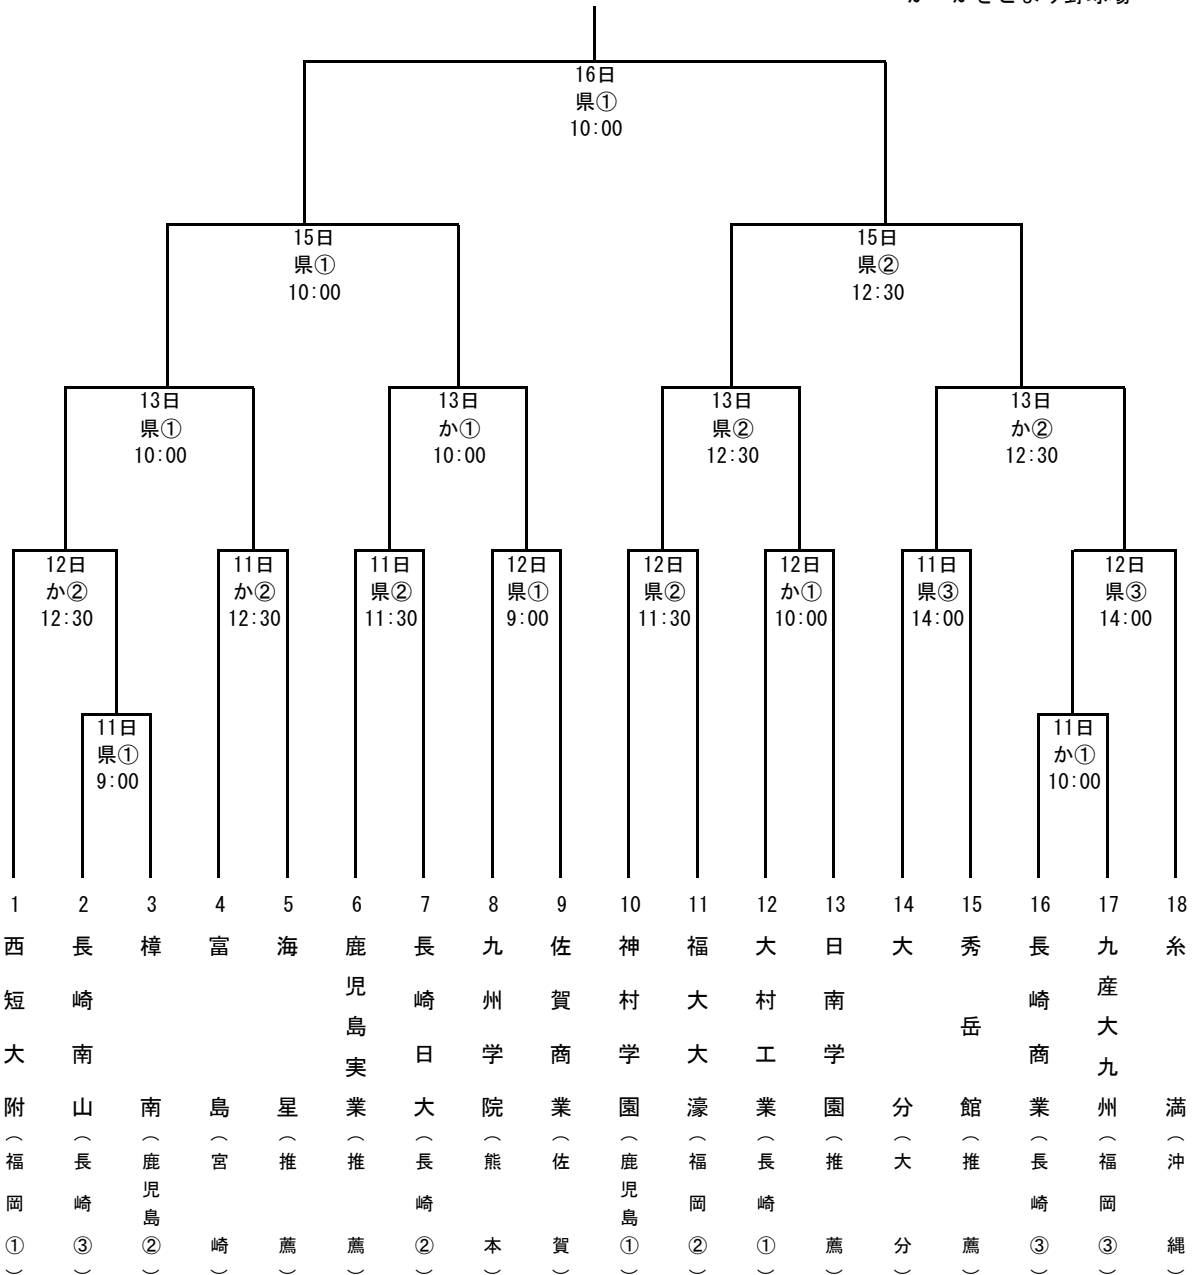 16日
県①
10:00
15日
県①
10:00
15日
県②
12:30
13日
県①
10:00
13日
か①
10:00
13日
県②
12:30
13日
か②
12:30
12日
か②
12:30
11日
か②
12:30
11日
県②
11:30
12日
県①
9:00
12日
県②
11:30
12日
か①
10:00
11日
県③
14:00
12日
県③
14:00
11日
県①
9:00
11日
か①
10:00
1
西短大附(福岡①)
2
長崎南山(長崎③)
3
樟南(鹿児島②)
4
富島(宮崎)
5
海星(推薦)
6
鹿児島実業(推薦)
7
長崎日大(長崎②)
8
九州学院(熊本)
9
佐賀商業(佐賀)
10
神村学園(鹿児島①)
11
福大大濠(福岡②)
12
大村工業(長崎①)
13
日南学園(推薦)
14
大分(大分)
15
秀岳館(推薦)
16
長崎商業(長崎③)
17
九産大九州(福岡③)
18
糸満(沖縄)